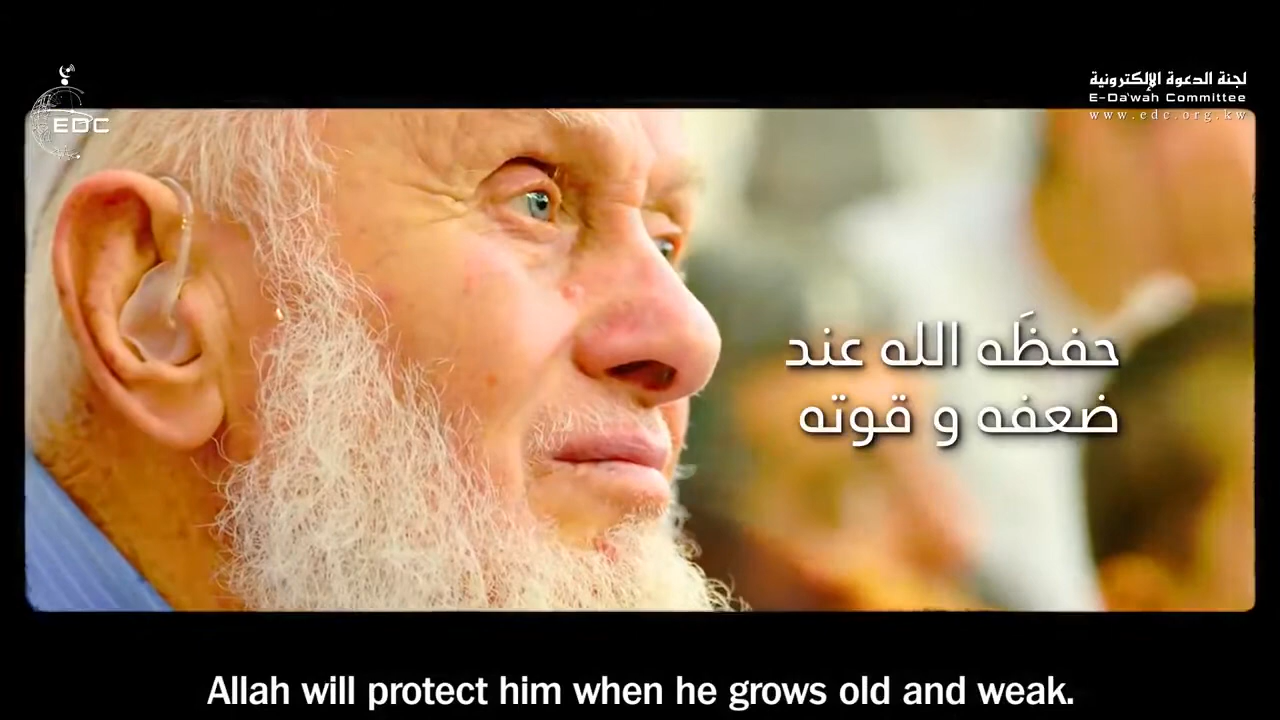 EDC
لجنة الدعوة الإلكترونية
E-Da'wah Committee
www.edc.org.kw
حفظَه الله عند
ضعفه و قوته
Allah will protect him when he grows old and weak.